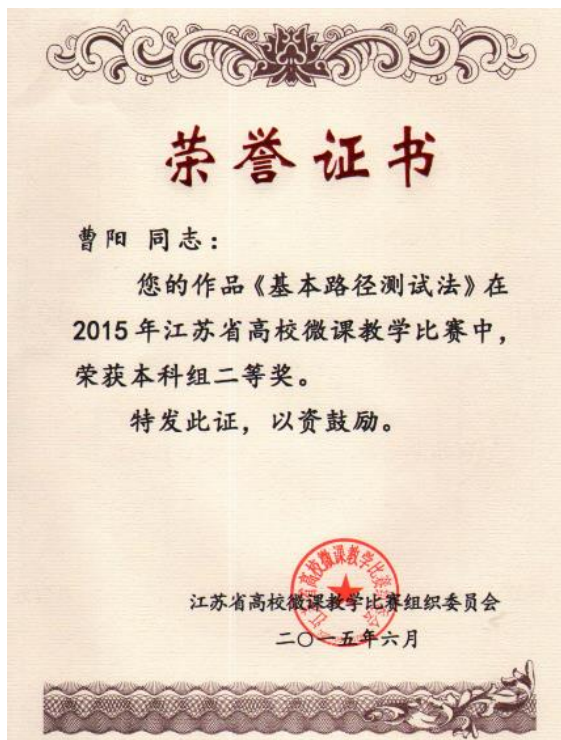 荣誉证书
曹阳 同志：
您的作品《基本路径测试法》在
2015年江苏省高校微课教学比赛中，
荣获本科组二等奖。
特发此证，以资鼓励。
江苏省高校微课教学比赛组织委员会
二〇一五年六月